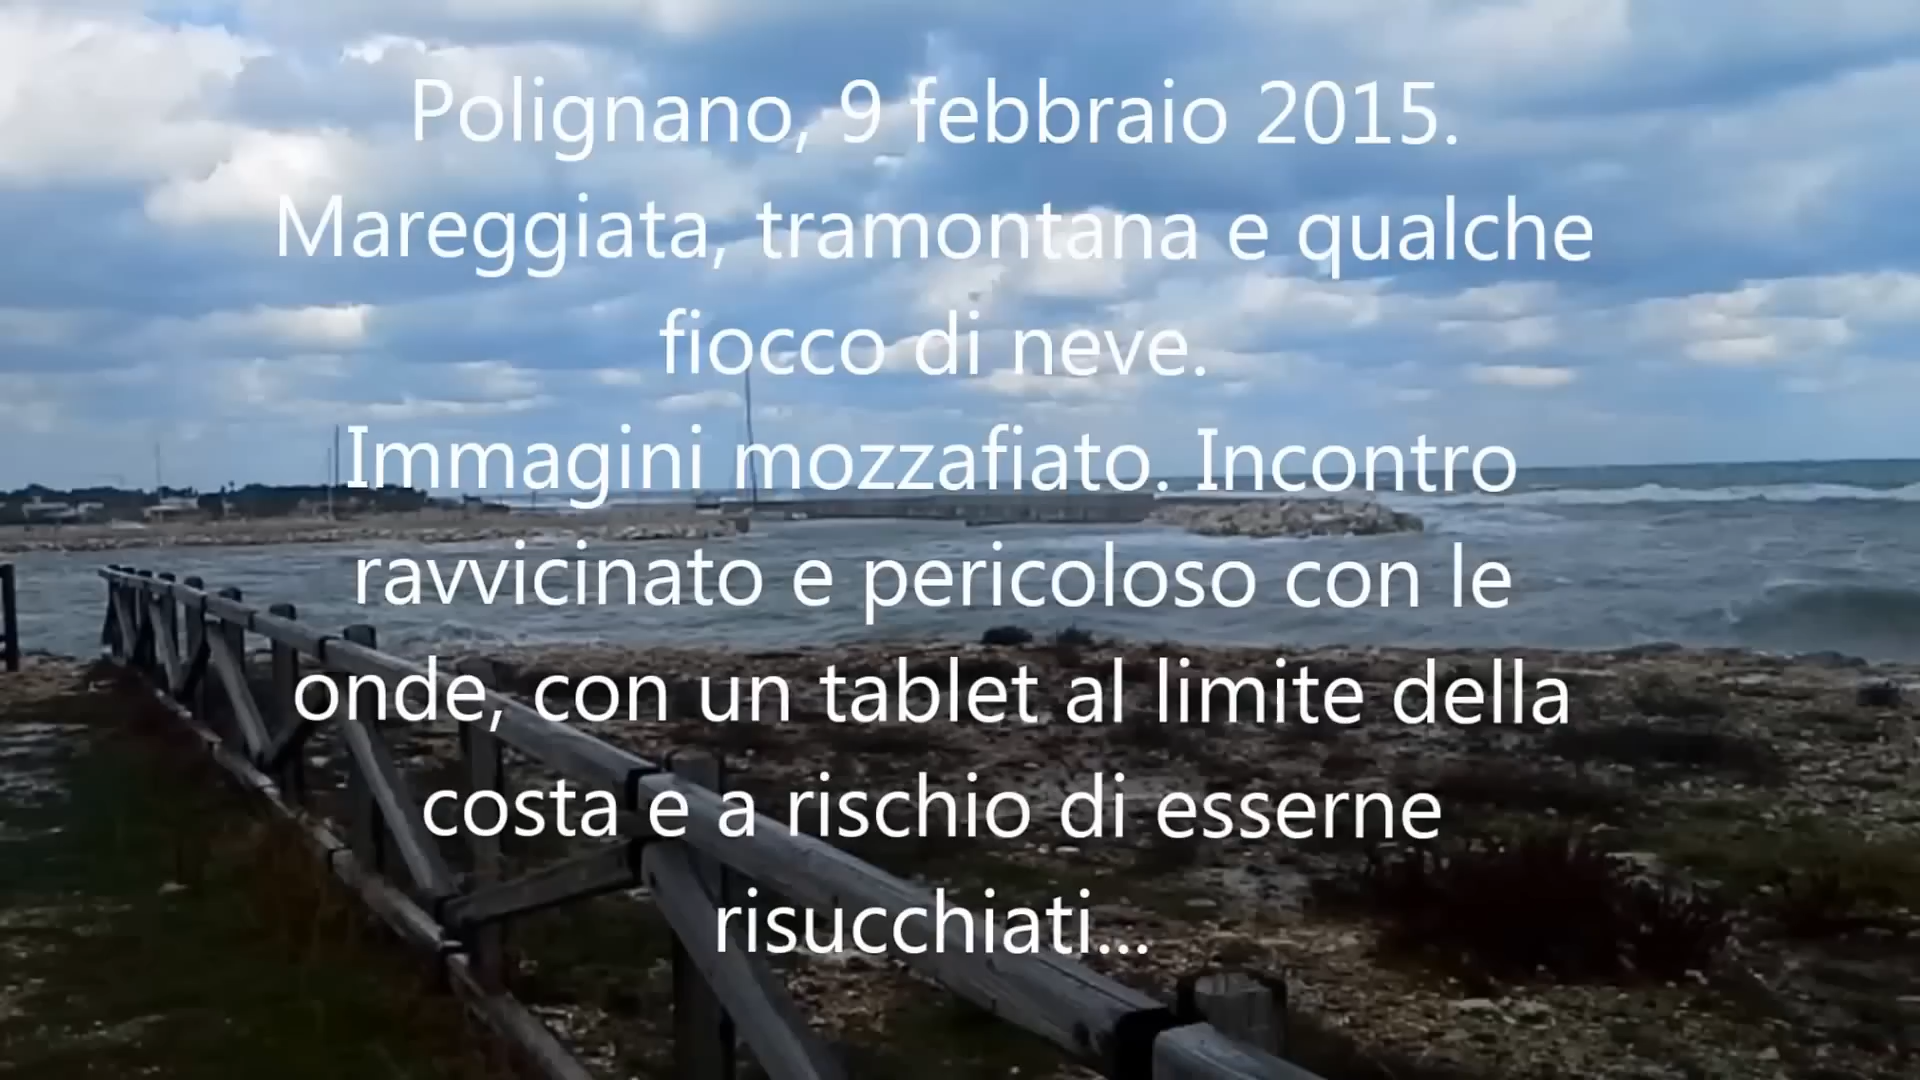 Polignano, 9 febbraio 2015.
Mareggiata, tramontana e qualche
fiocco di neve.
Immagini mozzafiato. Incontro
ravvicinato e pericoloso con le
onde, con un tablet al limite della
costa e a rischio di esserne
risucchiati...